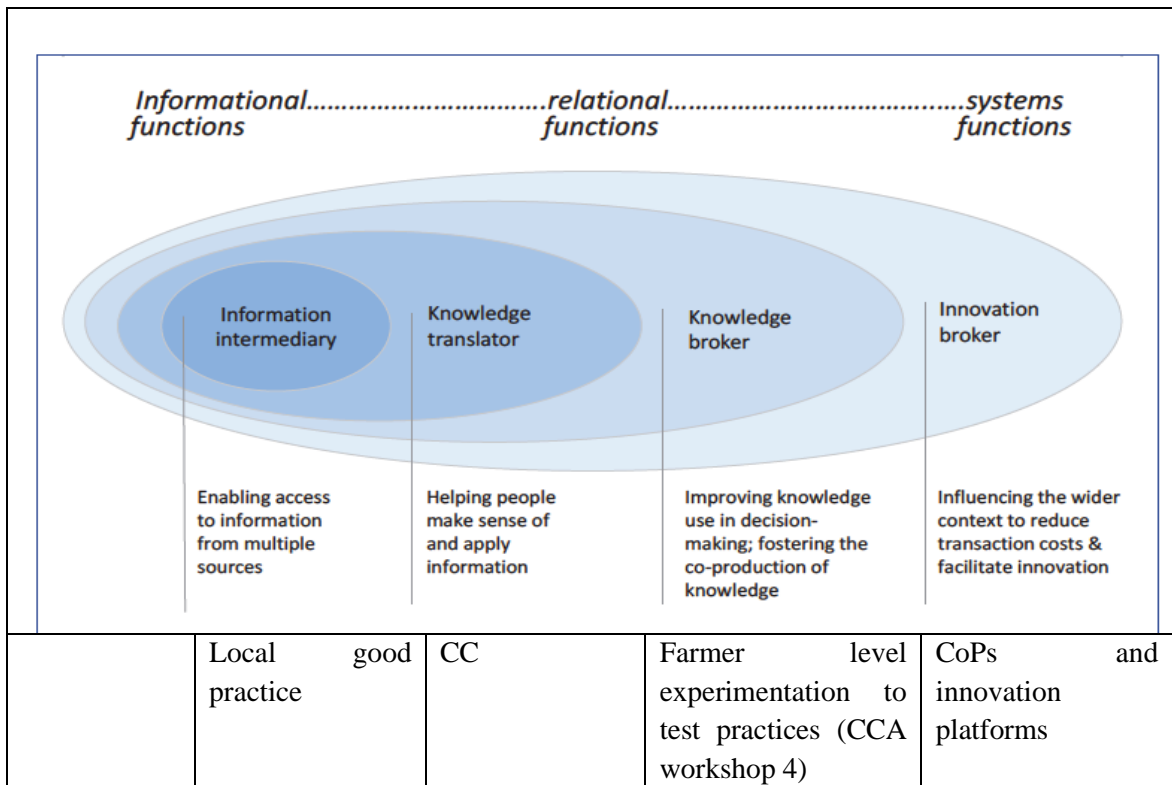 Informational……………………………….relational…………………………………..…..systems
functions functions functions
Information
intermediary
Knowledge
translator
Knowledge
broker
Innovation
broker
Enabling access
to information
from multiple
sources
Helping people
make sense of
and apply
information
Improving knowledge
use in decision-
making; fostering the
co-production of
knowledge
Influencing the wider
context to reduce
transaction costs &
facilitate innovation
Local good
practice
CC
Farmer level
experimentation to
test practices (CCA
workshop 4)
CoPs and
innovation
platforms